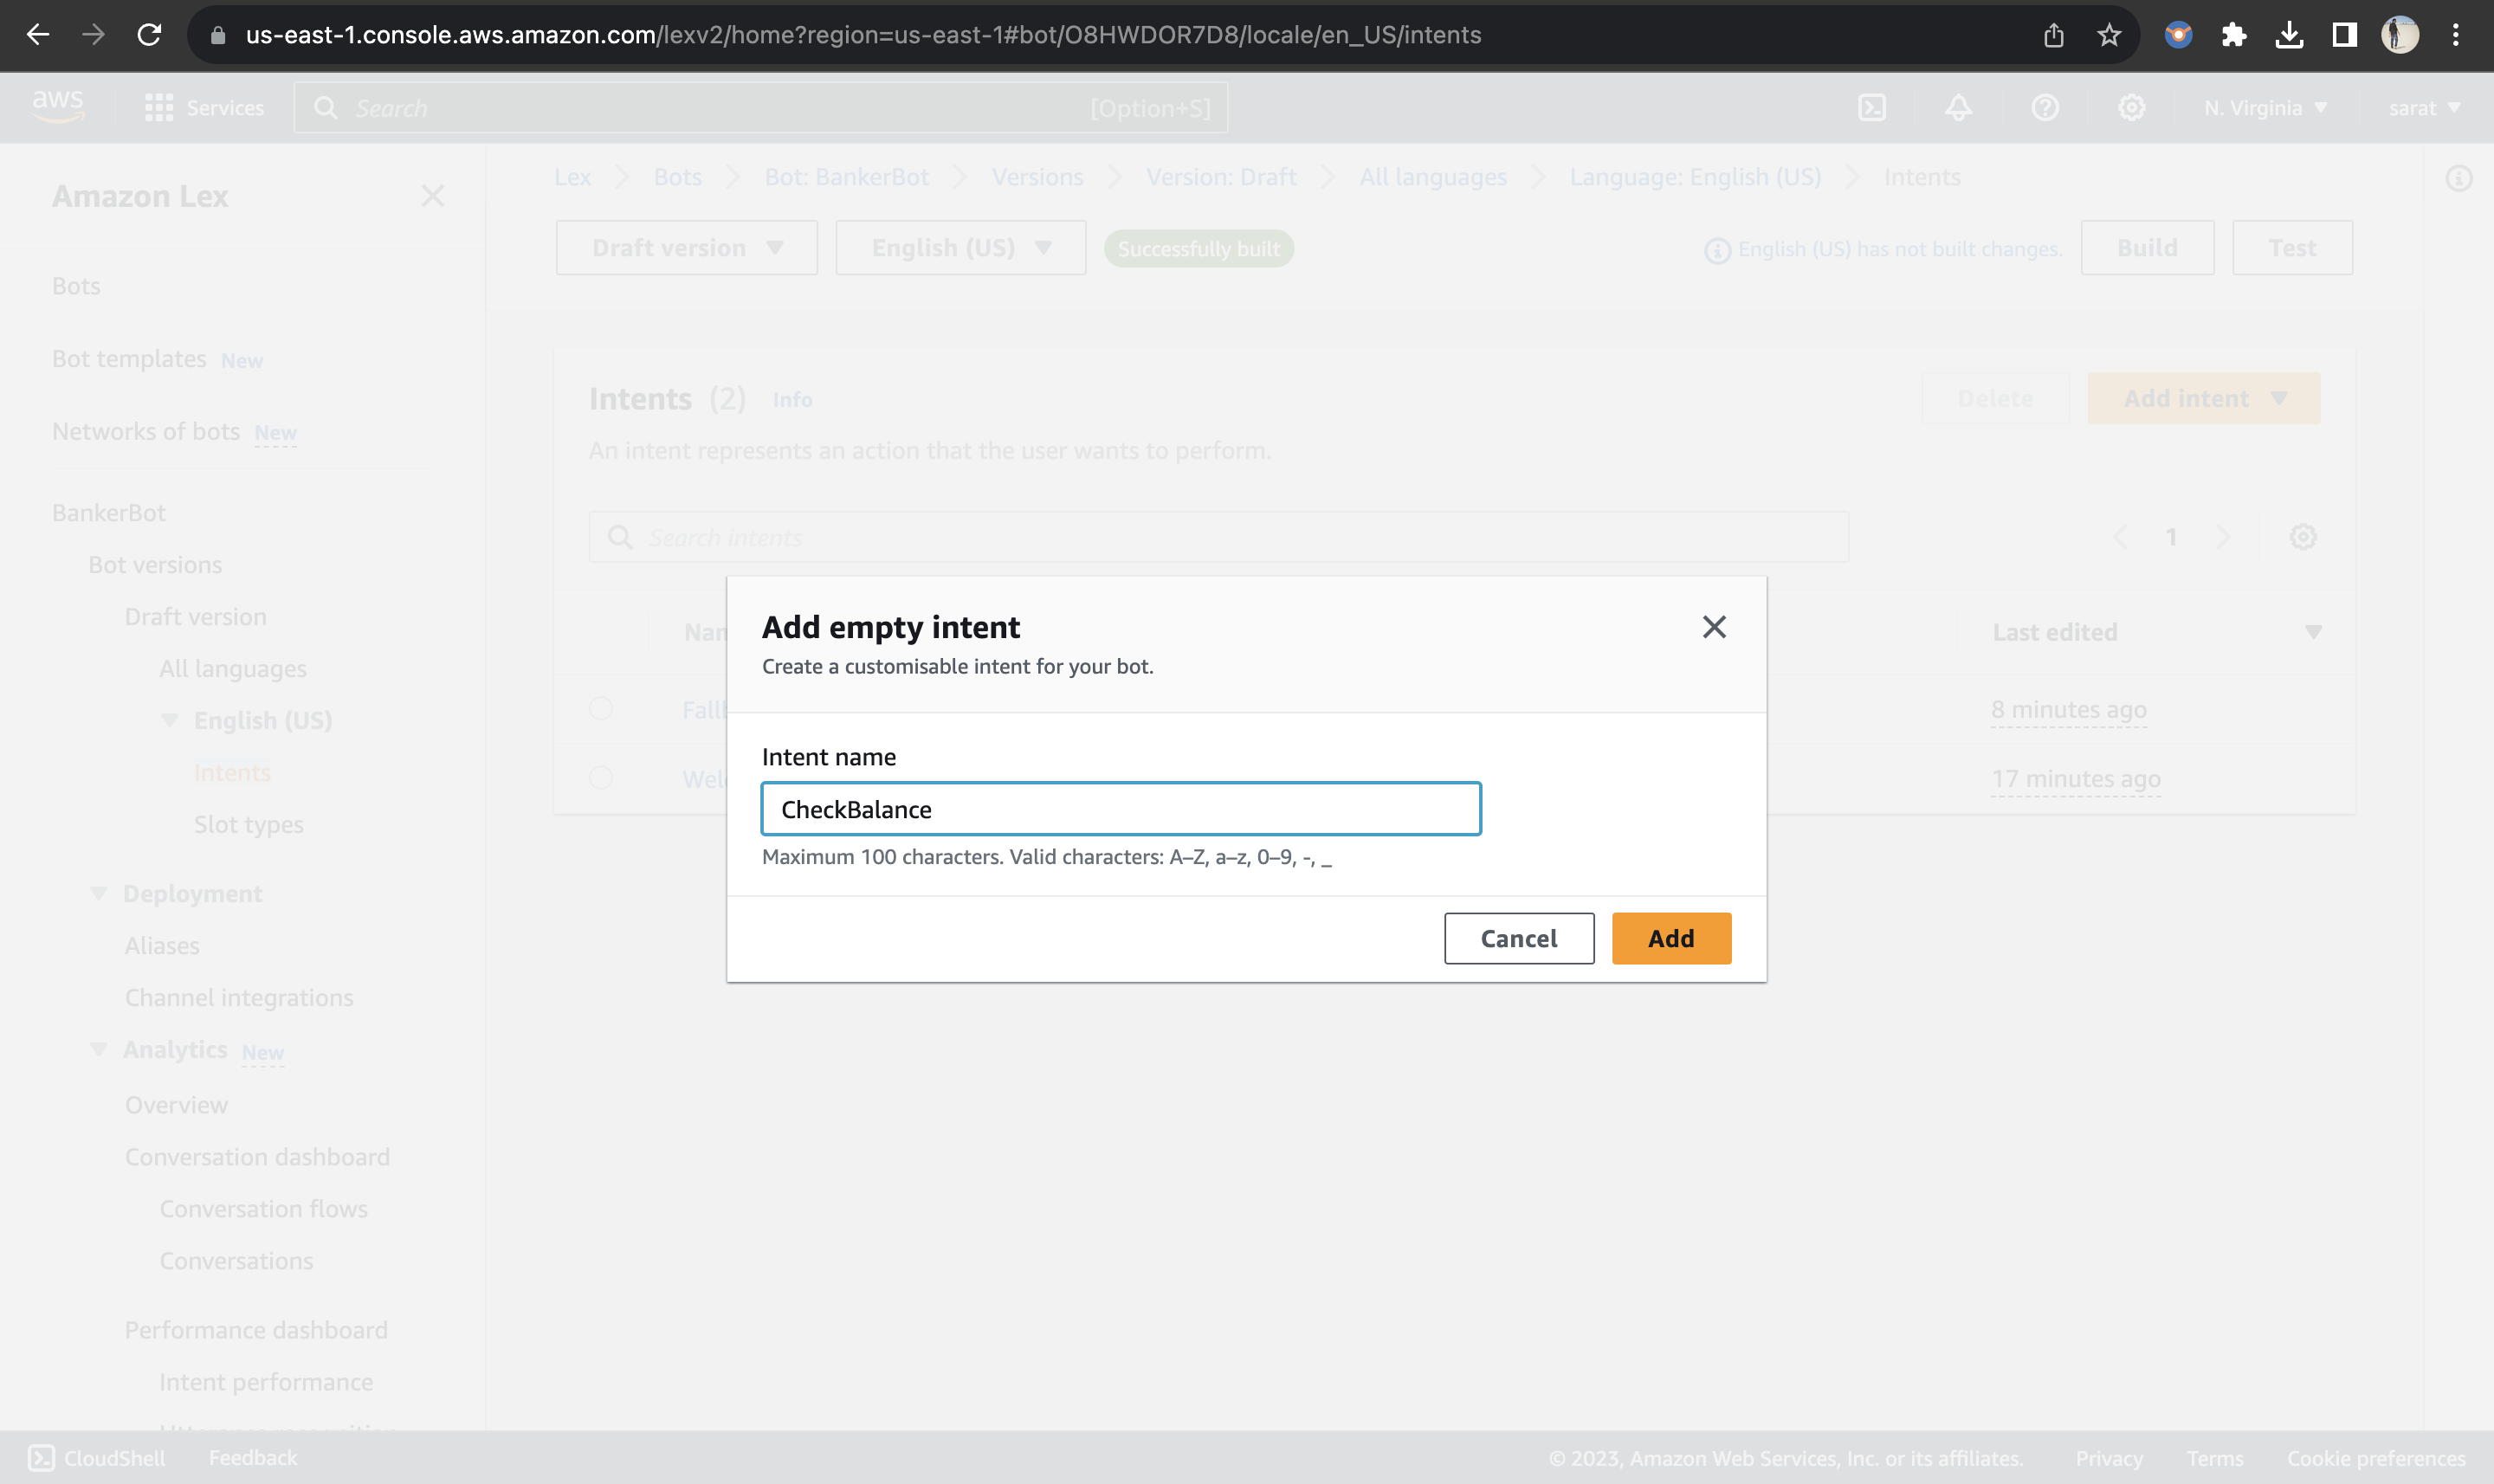 us-east-1.console.aws.amazon.com/lexv2/home?region=us-east-1#bot/O8HWDOR7D8/locale/en_US/intents
aws Services Search [Option+S] N. Virginia sarat
Amazon Lex
Bots
Bot templates New
Networks of bots New
BankerBot
Bot versions
Draft version
All languages
English (US)
Intents
Slot types
Deployment
Aliases
Channel integrations
Analytics New
Overview
Conversation dashboard
Conversation flows
Conversations
Performance dashboard
Intent performance
Lex Bots Bot: BankerBot Versions Version: Draft All languages Language: English (US) Intents
Draft version English (US) Successfully built English (US) has not built changes. Build Test
Intents (2) Info Delete Add intent
An intent represents an action that the user wants to perform.
Search intents 1
Last edited
8 minutes ago
17 minutes ago
Add empty intent
Create a customisable intent for your bot.
Intent name
CheckBalance
Maximum 100 characters. Valid characters: A–Z, a–z, 0–9, -, _
Cancel Add
CloudShell Feedback © 2023, Amazon Web Services, Inc. or its affiliates. Privacy Terms Cookie preferences